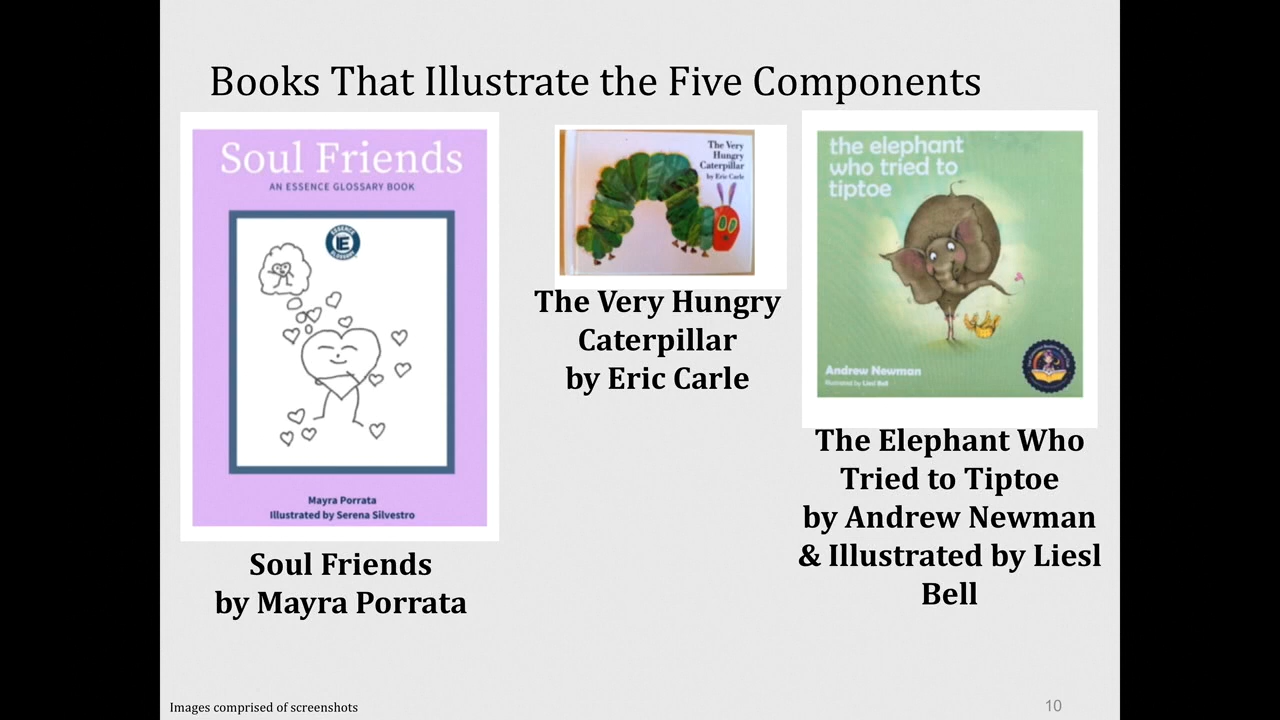 Books That Illustrate the Five Components
Soul Friends
AN ESSENCE GLOSSARY BOOK
ESSENCE
IE
GLOSSARY
Mayra Porrata
Illustrated by Serena Silvestro
Soul Friends
by Mayra Porrata
The Very
Hungry
Caterpillar
by Eric Carle
The Very Hungry
Caterpillar
by Eric Carle
the elephant
who tried to
tiptoe
Andrew Newman
Illustrated by Liesl Bell
The Elephant Who
Tried to Tiptoe
by Andrew Newman
& Illustrated by Liesl
Bell
Images comprised of screenshots
10